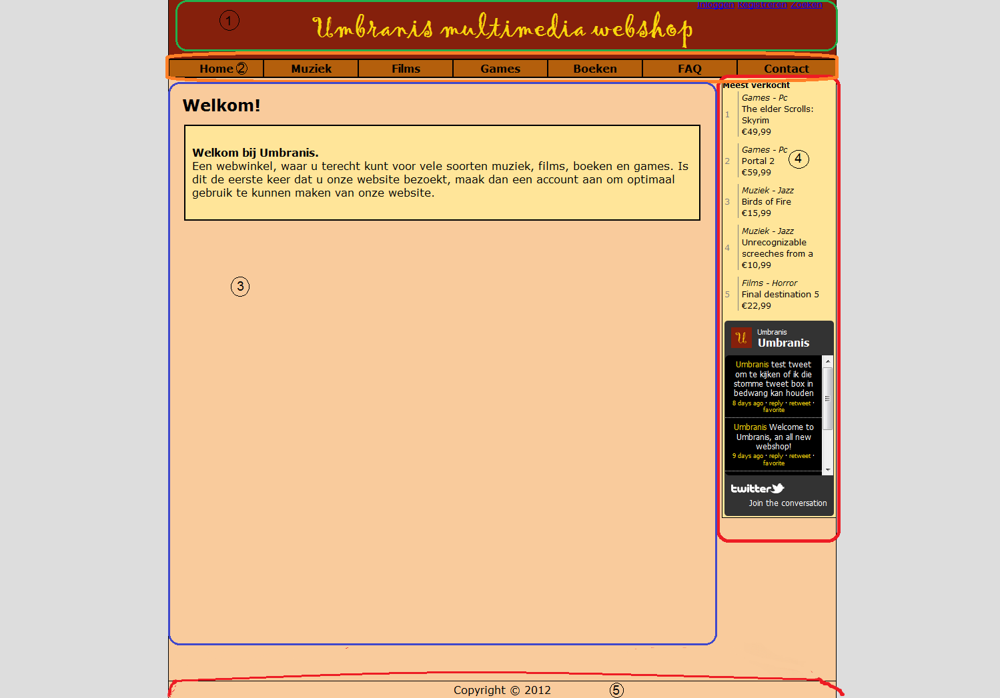 Inloggen Registreren Zoeken
1
Umbranis multimedia webshop
Home 2 Muziek Films Games Boeken FAQ Contact
Welkom!
Welkom bij Umbranis.
Een webwinkel, waar u terecht kunt voor vele soorten muziek, films, boeken en games. Is
dit de eerste keer dat u onze website bezoekt, maak dan een account aan om optimaal
gebruik te kunnen maken van onze website.
3
Meest verkocht
Games - Pc
1 The elder Scrolls:
Skyrim
€49,99
Games - Pc
4
2 Portal 2
€59,99
Muziek - Jazz
3 Birds of Fire
€15,99
Muziek - Jazz
Unrecognizable
4 screeches from a
€10,99
Films - Horror
5 Final destination 5
€22,99
U
Umbranis
Umbranis
Umbranis test tweet
om te kijken of ik die
stomme tweet box in
bedwang kan houden
8 days ago · reply · retweet ·
favorite
Umbranis Welcome to
Umbranis, an all new
webshop!
9 days ago · reply · retweet ·
favorite
twitter
Join the conversation
Copyright © 2012 5